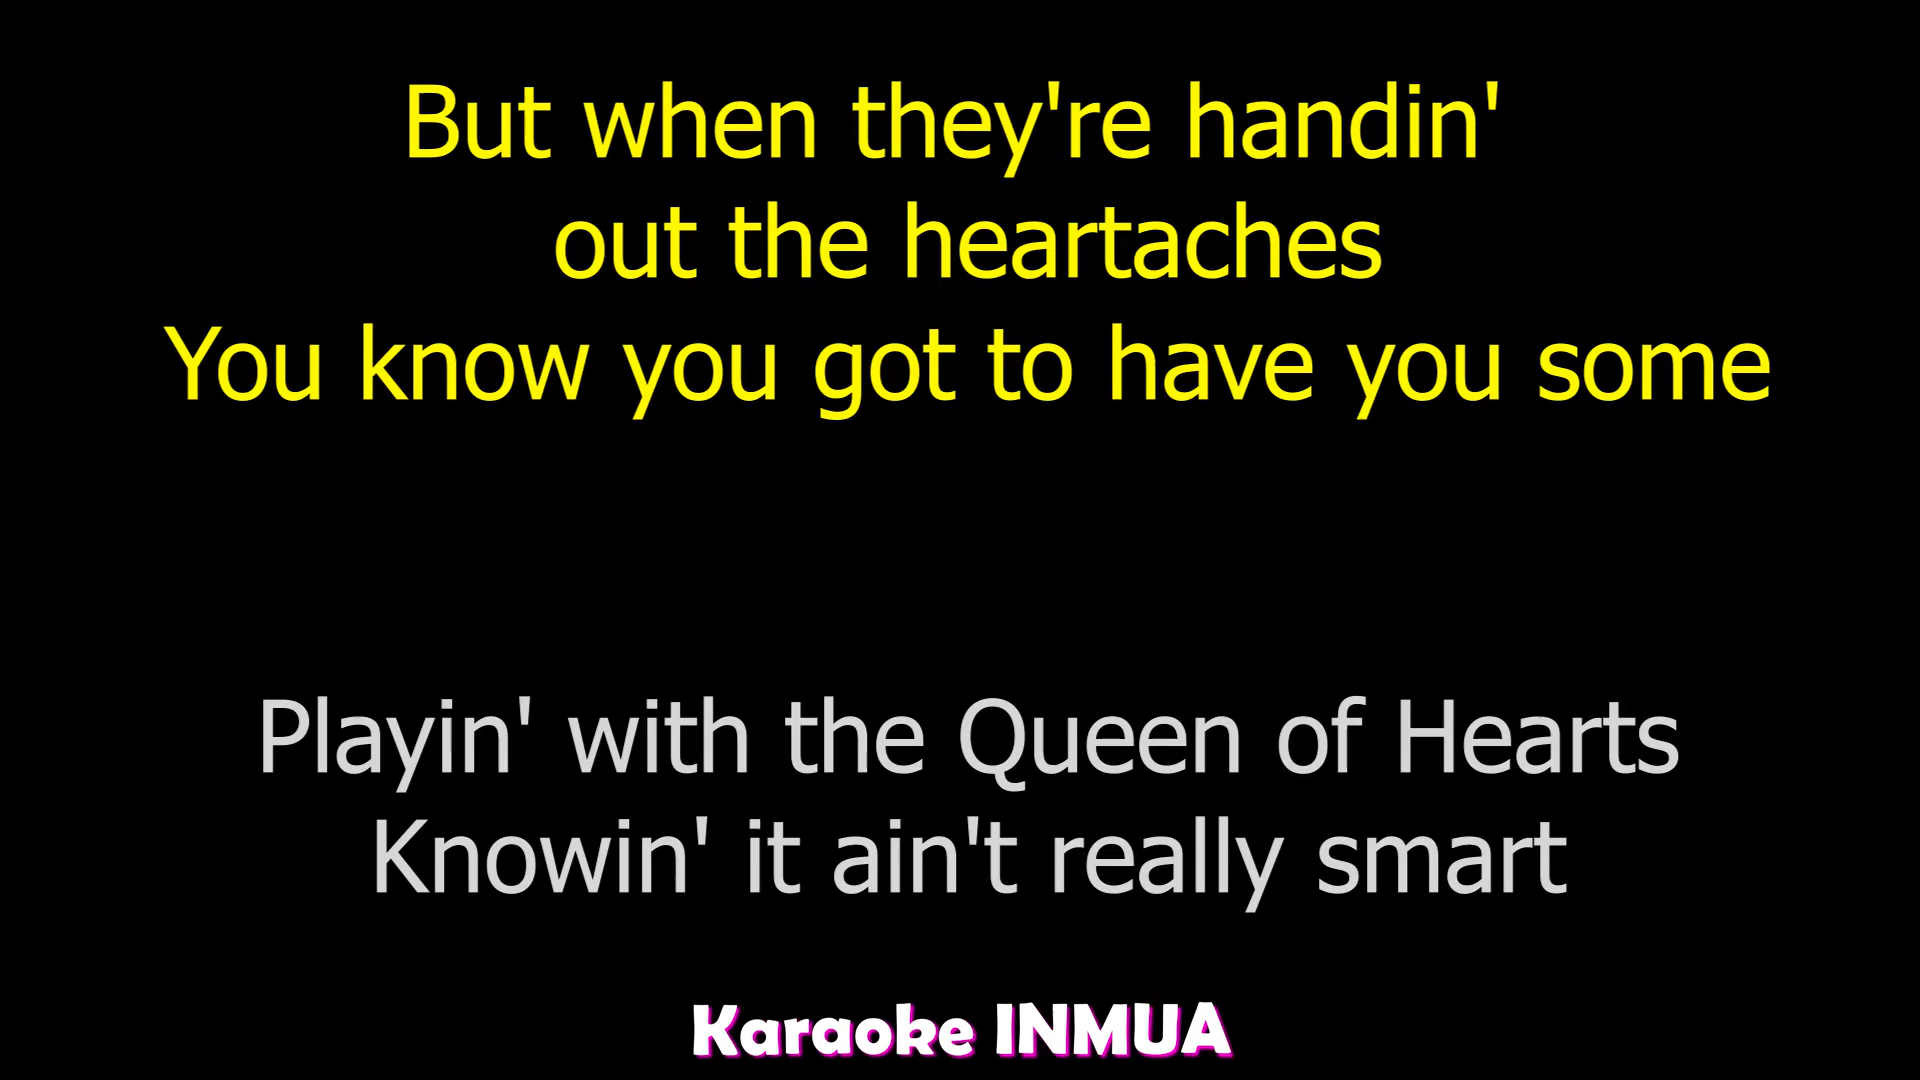 But when they're handin'
out the heartaches
You know you got to have you some
Playin' with the Queen of Hearts
Knowin' it ain't really smart
Karaoke INMUA